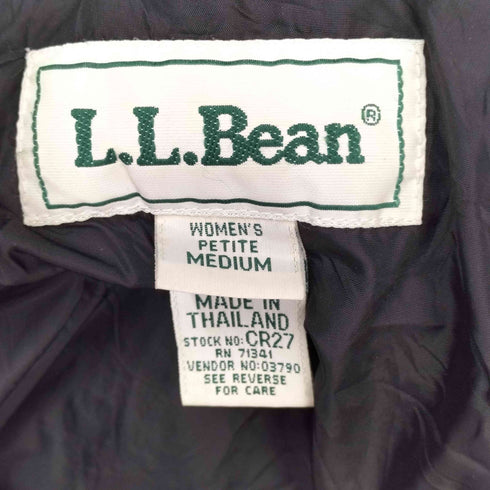 L.L.Bean®
WOMEN'S
PETITE
MEDIUM
MADE IN
THAILAND
STOCK NO: CR27
RN 71341
VENDOR NO:03790
SEE REVERSE
FOR CARE